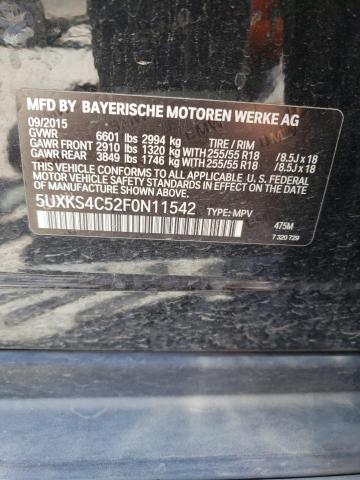 MFD BY BAYERISCHE MOTOREN WERKE AG
09/2015
GVWR 6601 lbs 2994 kg TIRE / RIM
GAWR FRONT 2910 lbs 1320 kg WITH 255/55 R18 /8.5J x 18
GAWR REAR 3849 lbs 1746 kg WITH 255/55 R18 /8.5J x 18
THIS VEHICLE CONFORMS TO ALL APPLICABLE U. S. FEDERAL
MOTOR VEHICLE SAFETY STANDARDS IN EFFECT ON THE DATE
OF MANUFACTURE SHOWN ABOVE.
5UXKS4C52F0N11542 TYPE: MPV 475M
7 320 729